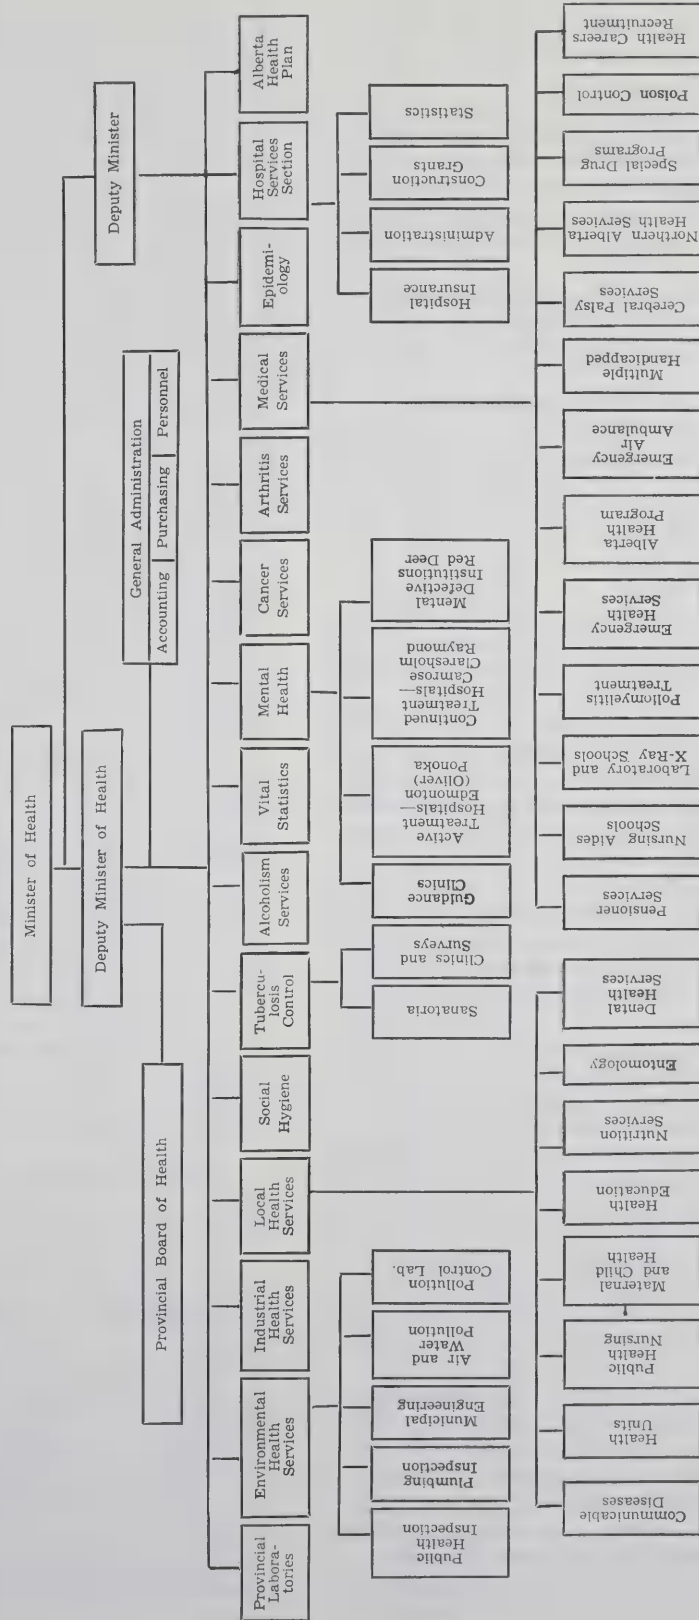 Minister of Health
Deputy Minister of Health
Deputy Minister
Provincial Board of Health
General Administration
Accounting
Purchasing
Personnel
Provincial
Labora-
tories
Environmental
Health
Services
Industrial
Health
Services
Local
Health
Services
Social
Hygiene
Tubercu-
losis
Control
Alcoholism
Services
Vital
Statistics
Mental
Health
Cancer
Services
Arthritis
Services
Medical
Services
Epidemi-
ology
Hospital
Services
Section
Alberta
Health
Plan
Public
Health
Inspection
Plumbing
Inspection
Municipal
Engineering
Air and
Water
Pollution
Pollution
Control Lab.
Sanatoria
Clinics and
Surveys
Guidance
Clinics
Active
Treatment
Hospitals—
Edmonton
(Oliver)
Ponoka
Continued
Treatment
Hospitals—
Camrose
Claresholm
Raymond
Mental
Defective
Institutions
Red Deer
Hospital
Insurance
Administration
Construction
Grants
Statistics
Communicable
Diseases
Health
Units
Public
Health
Nursing
Maternal
and Child
Health
Health
Education
Nutrition
Services
Entomology
Dental
Health
Services
Pensioner
Services
Nursing Aides
Schools
Laboratory and
X-Ray Schools
Poliomyelitis
Treatment
Emergency
Health
Services
Alberta
Health
Program
Emergency
Air
Ambulance
Multiple
Handicapped
Cerebral Palsy
Services
Northern Alberta
Health Services
Special Drug
Programs
Poison Control
Health Careers
Recruitment